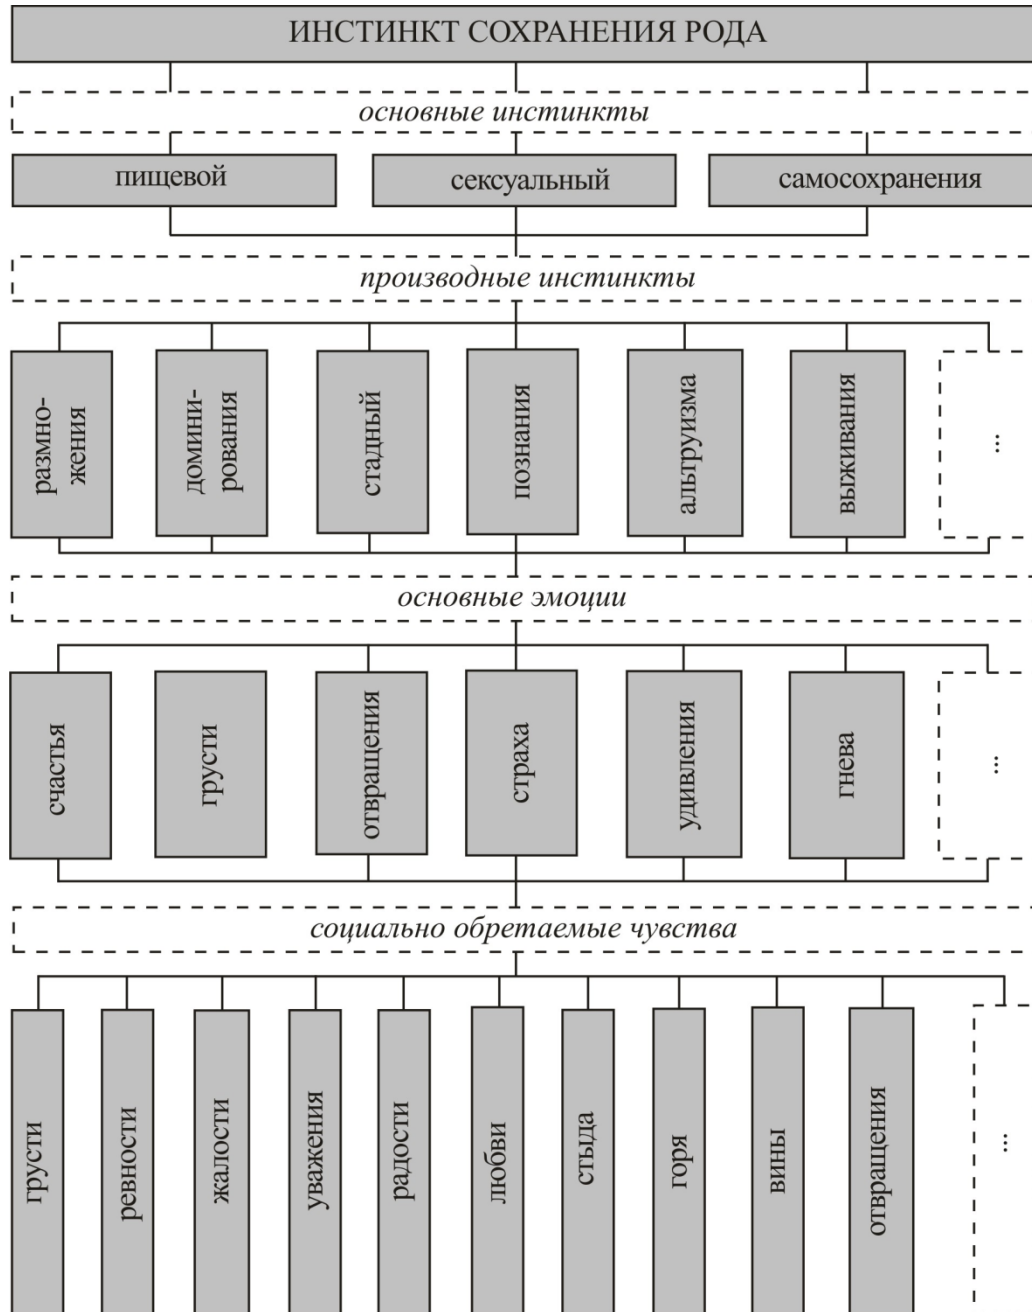 ИНСТИНКТ СОХРАНЕНИЯ РОДА
основные инстинкты
пищевой
сексуальный
самосохранения
производные инстинкты
размно-
жения
домини-
рования
стадный
познания
альтруизма
выживания
...
основные эмоции
счастья
грусти
отвращения
страха
удивления
гнева
...
социально обретаемые чувства
грусти
ревности
жалости
уважения
радости
любви
стыда
горя
вины
отвращения
...